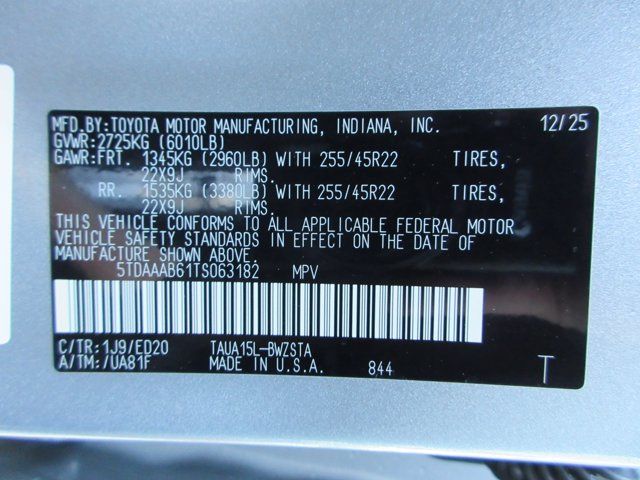 MFD.BY:TOYOTA MOTOR MANUFACTURING, INDIANA, INC. 12/25
GVWR:2725KG (6010LB)
GAWR:FRT. 1345KG (2960LB) WITH 255/45R22 TIRES,
22X9J RIMS.
RR. 1535KG (3380LB) WITH 255/45R22 TIRES,
22X9J RIMS.
THIS VEHICLE CONFORMS TO ALL APPLICABLE FEDERAL MOTOR
VEHICLE SAFETY STANDARDS IN EFFECT ON THE DATE OF
MANUFACTURE SHOWN ABOVE.
5TDAAAB61TS063182 MPV
C/TR:1J9/ED20 TAUA15L-BWZSTA
A/TM:/UA81F MADE IN U.S.A. 844 T